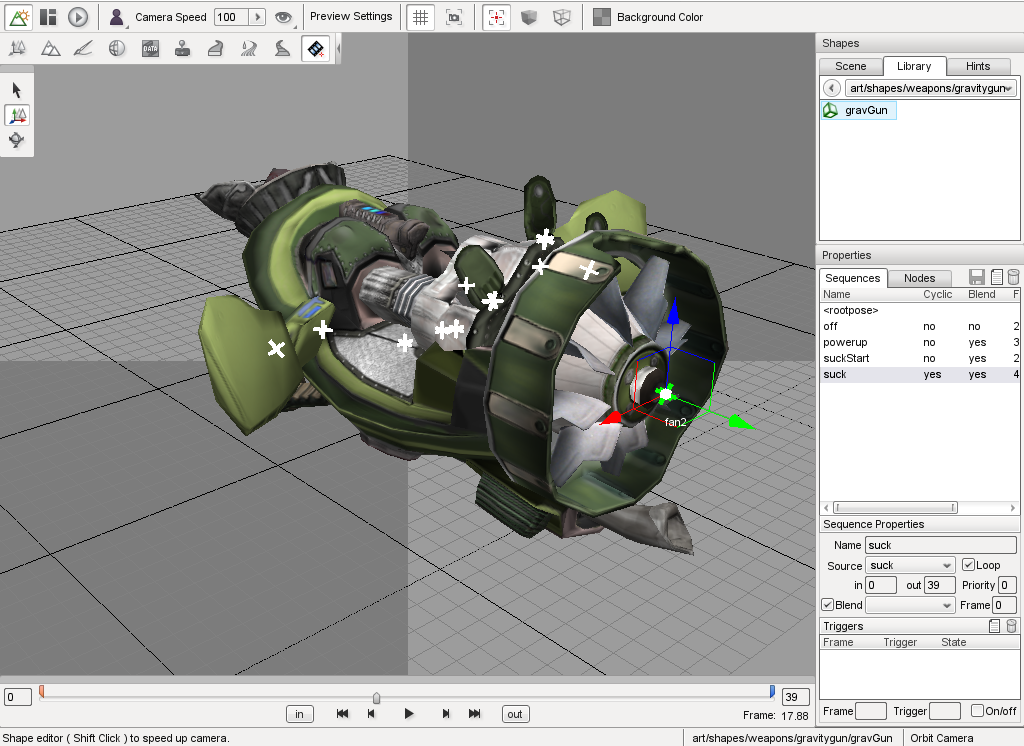 Camera Speed 100 Preview Settings Background Color
DATA
Shapes
Scene Library Hints
art/shapes/weapons/gravitygun
gravGun
Properties
Sequences Nodes
Name Cyclic Blend F
<rootpose>
off no no 2
powerup no yes 3
suckStart no yes 2
suck yes yes 4
fan2
Sequence Properties
Name suck
Source suck Loop
in 0 out 39 Priority 0
Blend Frame 0
Triggers
Frame Trigger State
0 39
in out Frame: 17.88
Frame Trigger On/off
Shape editor ( Shift Click ) to speed up camera. art/shapes/weapons/gravitygun/gravGun Orbit Camera